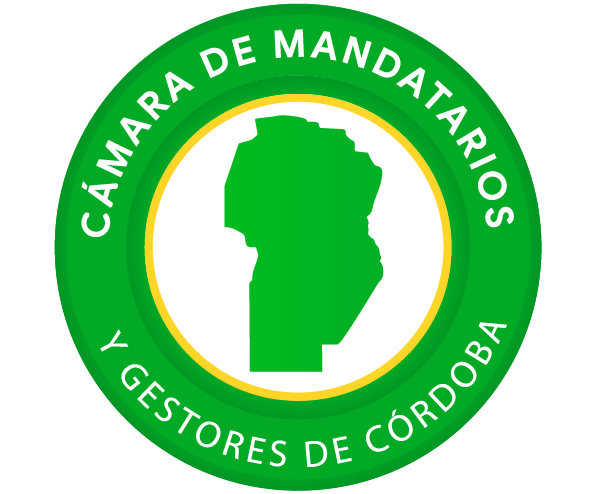 CÁMARA DE MANDATARIOS
Y GESTORES DE CÓRDOBA